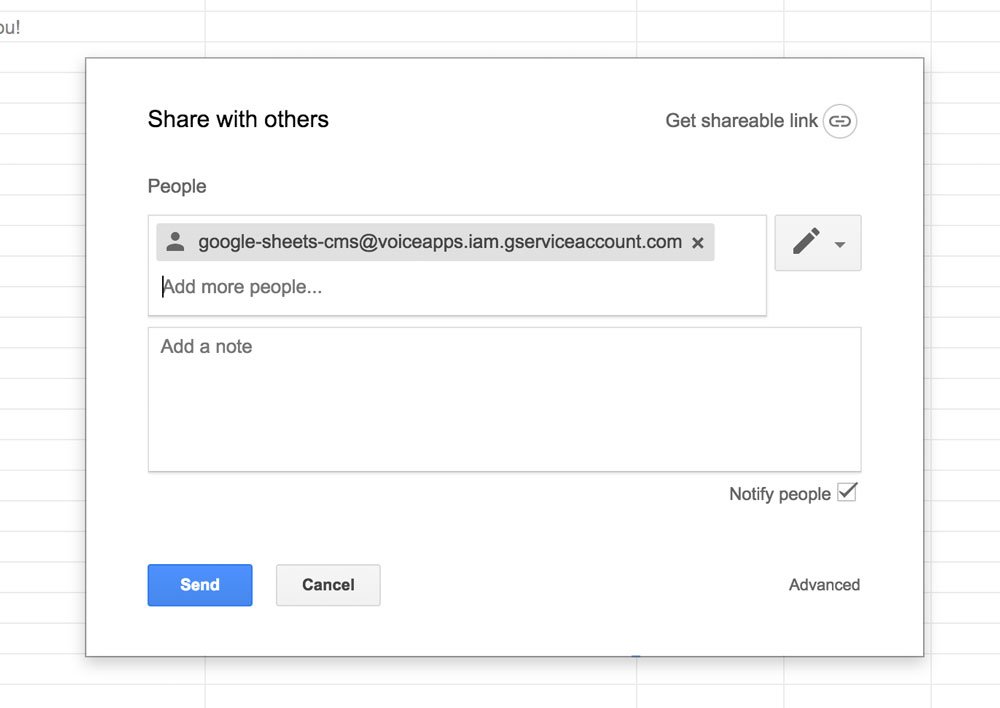 ou!
Share with others
Get shareable link
People
google-sheets-cms@voiceapps.iam.gserviceaccount.com
Add more people...
Add a note
Notify people
Send
Cancel
Advanced